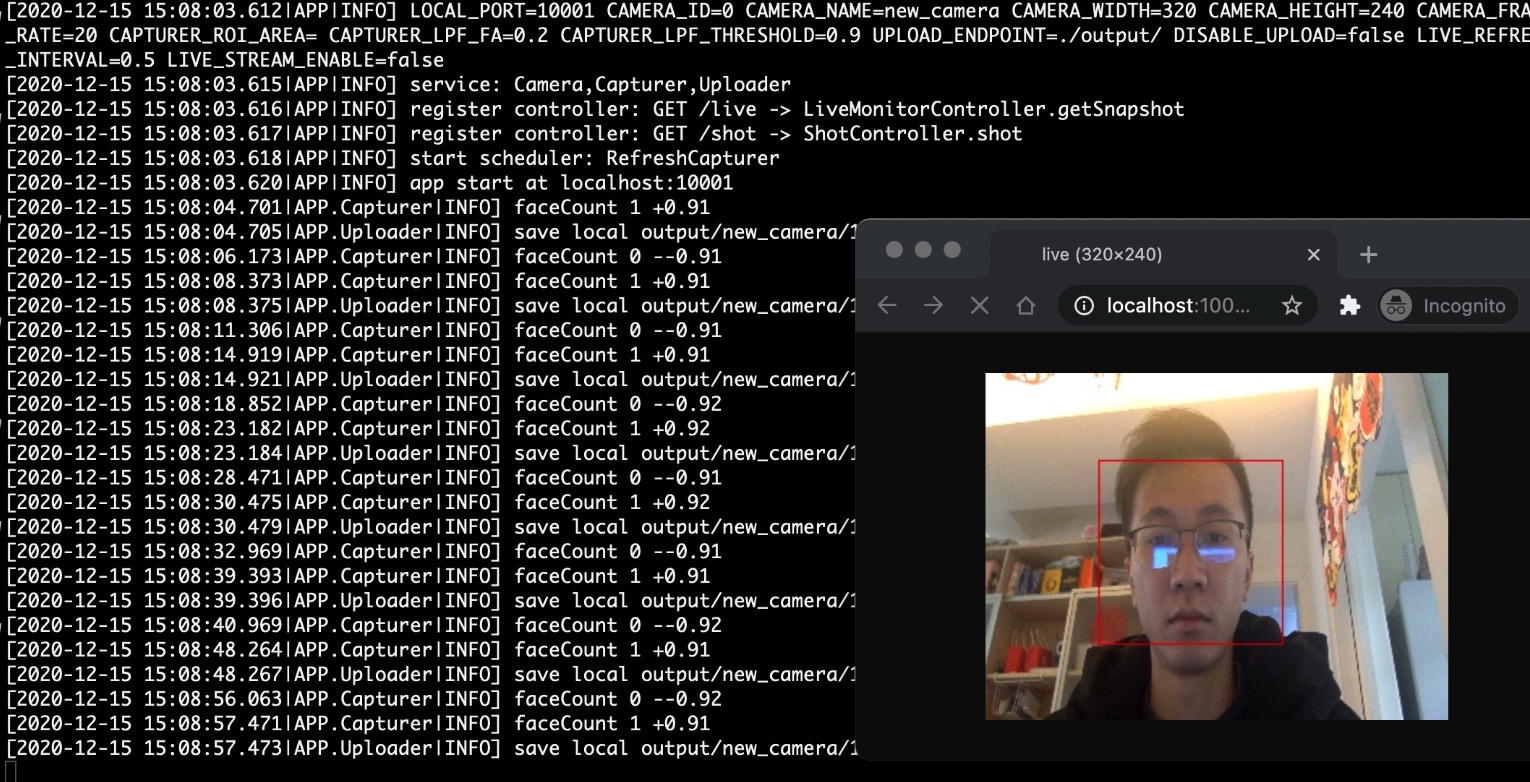 [2020-12-15 15:08:03.612|APP|INFO] LOCAL_PORT=10001 CAMERA_ID=0 CAMERA_NAME=new_camera CAMERA_WIDTH=320 CAMERA_HEIGHT=240 CAMERA_FRA
_RATE=20 CAPTURER_ROI_AREA= CAPTURER_LPF_FA=0.2 CAPTURER_LPF_THRESHOLD=0.9 UPLOAD_ENDPOINT=./output/ DISABLE_UPLOAD=false LIVE_REFRE
_INTERVAL=0.5 LIVE_STREAM_ENABLE=false
[2020-12-15 15:08:03.615|APP|INFO] service: Camera,Capturer,Uploader
[2020-12-15 15:08:03.616|APP|INFO] register controller: GET /live -> LiveMonitorController.getSnapshot
[2020-12-15 15:08:03.617|APP|INFO] register controller: GET /shot -> ShotController.shot
[2020-12-15 15:08:03.618|APP|INFO] start scheduler: RefreshCapturer
[2020-12-15 15:08:03.620|APP|INFO] app start at localhost:10001
[2020-12-15 15:08:04.701|APP.Capturer|INFO] faceCount 1 +0.91
[2020-12-15 15:08:04.705|APP.Uploader|INFO] save local output/new_camera/1
[2020-12-15 15:08:06.173|APP.Capturer|INFO] faceCount 0 --0.91
[2020-12-15 15:08:08.373|APP.Capturer|INFO] faceCount 1 +0.91
[2020-12-15 15:08:08.375|APP.Uploader|INFO] save local output/new_camera/1
[2020-12-15 15:08:11.306|APP.Capturer|INFO] faceCount 0 --0.91
[2020-12-15 15:08:14.919|APP.Capturer|INFO] faceCount 1 +0.91
[2020-12-15 15:08:14.921|APP.Uploader|INFO] save local output/new_camera/1
[2020-12-15 15:08:18.852|APP.Capturer|INFO] faceCount 0 --0.92
[2020-12-15 15:08:23.182|APP.Capturer|INFO] faceCount 1 +0.92
[2020-12-15 15:08:23.184|APP.Uploader|INFO] save local output/new_camera/1
[2020-12-15 15:08:28.471|APP.Capturer|INFO] faceCount 0 --0.91
[2020-12-15 15:08:30.475|APP.Capturer|INFO] faceCount 1 +0.92
[2020-12-15 15:08:30.479|APP.Uploader|INFO] save local output/new_camera/1
[2020-12-15 15:08:32.969|APP.Capturer|INFO] faceCount 0 --0.91
[2020-12-15 15:08:39.393|APP.Capturer|INFO] faceCount 1 +0.91
[2020-12-15 15:08:39.396|APP.Uploader|INFO] save local output/new_camera/1
[2020-12-15 15:08:40.969|APP.Capturer|INFO] faceCount 0 --0.92
[2020-12-15 15:08:48.264|APP.Capturer|INFO] faceCount 1 +0.91
[2020-12-15 15:08:48.267|APP.Uploader|INFO] save local output/new_camera/1
[2020-12-15 15:08:56.063|APP.Capturer|INFO] faceCount 0 --0.92
[2020-12-15 15:08:57.471|APP.Capturer|INFO] faceCount 1 +0.91
[2020-12-15 15:08:57.473|APP.Uploader|INFO] save local output/new_camera/1
live (320×240)
localhost:100...
Incognito